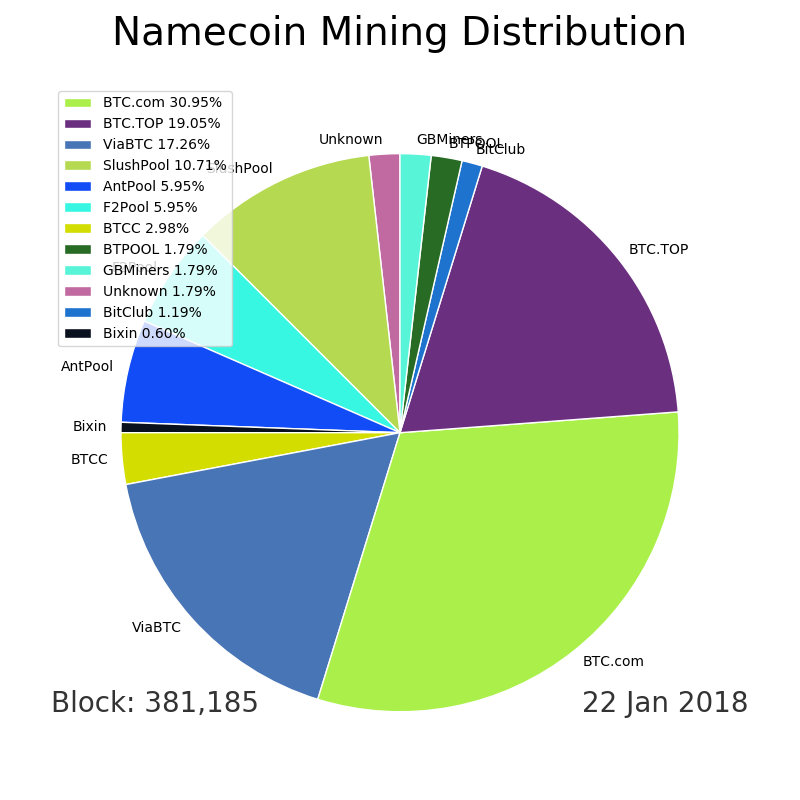 Namecoin Mining Distribution
BTC.com 30.95%
BTC.TOP 19.05%
ViaBTC 17.26%
SlushPool 10.71%
AntPool 5.95%
F2Pool 5.95%
BTCC 2.98%
BTPOOL 1.79%
GBMiners 1.79%
Unknown 1.79%
BitClub 1.19%
Bixin 0.60%
Unknown
GBMiners
BTPOOL
BitClub
SlushPool
BTC.TOP
F2Pool
AntPool
Bixin
BTCC
ViaBTC
BTC.com
Block: 381,185
22 Jan 2018